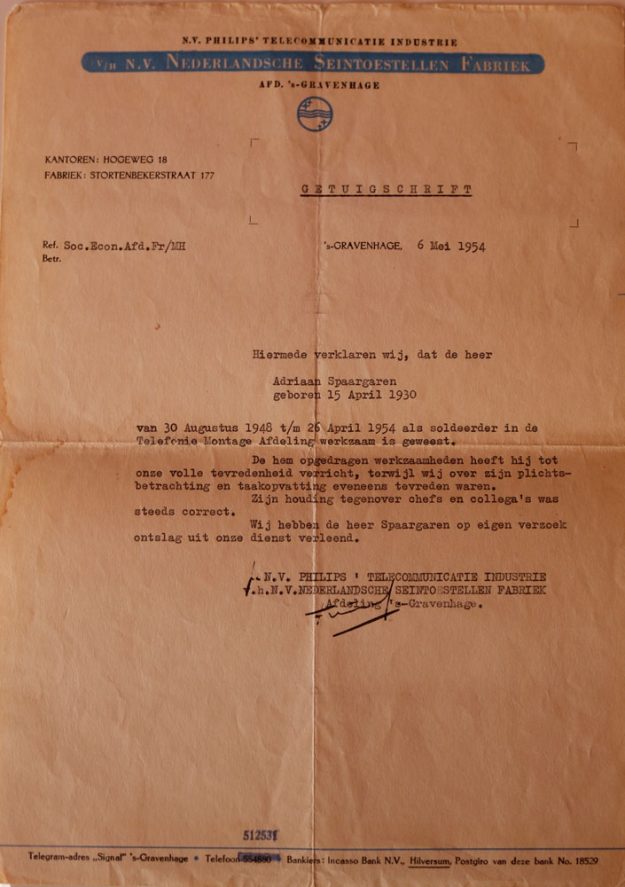 N.V. PHILIPS' TELECOMMUNICATIE INDUSTRIE
v/h N.V. NEDERLANDSCHE SEINTOESTELLEN FABRIEK
AFD. 's-GRAVENHAGE
KANTOREN: HOGEWEG 18
FABRIEK: STORTENBEKERSTRAAT 177
GETUIGSCHRIFT
Ref. Soc.Econ.Afd.Fr/MH
's-GRAVENHAGE, 6 Mei 1954
Betr.
Hiermede verklaren wij, dat de heer
Adriaan Spaargaren
geboren 15 April 1930
van 30 Augustus 1948 t/m 26 April 1954 als soldeerder in de
Telefonie Montage Afdeling werkzaam is geweest.
De hem opgedragen werkzaamheden heeft hij tot
onze volle tevredenheid verricht, terwijl wij over zijn plichts-
betrachting en taakopvatting eveneens tevreden waren.
Zijn houding tegenover chefs en collega's was
steeds correct.
Wij hebben de heer Spaargaren op eigen verzoek
ontslag uit onze dienst verleend.
N.V. PHILIPS ' TELECOMMUNICATIE INDUSTRIE
v.h.N.V.NEDERLANDSCHE SEINTOESTELLEN FABRIEK
Afdeling 's-Gravenhage.
512531
Telegram-adres „Signal" 's-Gravenhage • Telefoon • Bankiers: Incasso Bank N.V., Hilversum, Postgiro van deze bank No. 18529